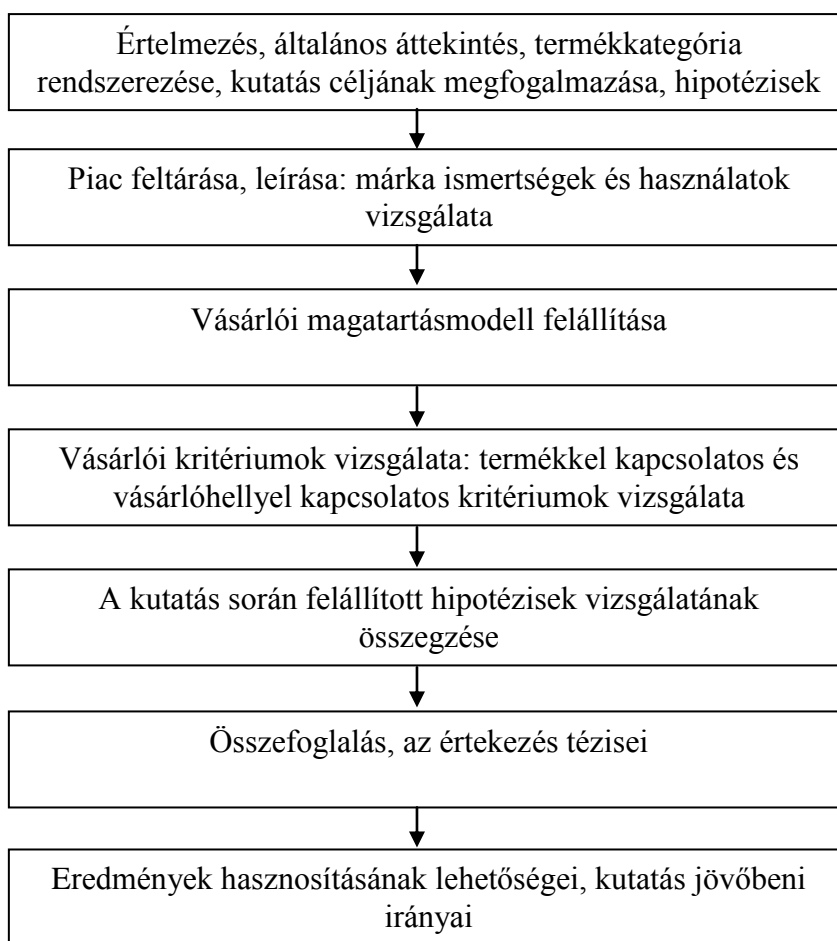 Értelmezés, általános áttekintés, termékkategória
rendszerezése, kutatás céljának megfogalmazása, hipotézisek
Piac feltárása, leírása: márka ismertségek és használatok
vizsgálata
Vásárlói magatartásmodell felállítása
Vásárlói kritériumok vizsgálata: termékkel kapcsolatos és
vásárlóhellyel kapcsolatos kritériumok vizsgálata
A kutatás során felállított hipotézisek vizsgálatának
összegzése
Összefoglalás, az értekezés tézisei
Eredmények hasznosításának lehetőségei, kutatás jövőbeni
irányai